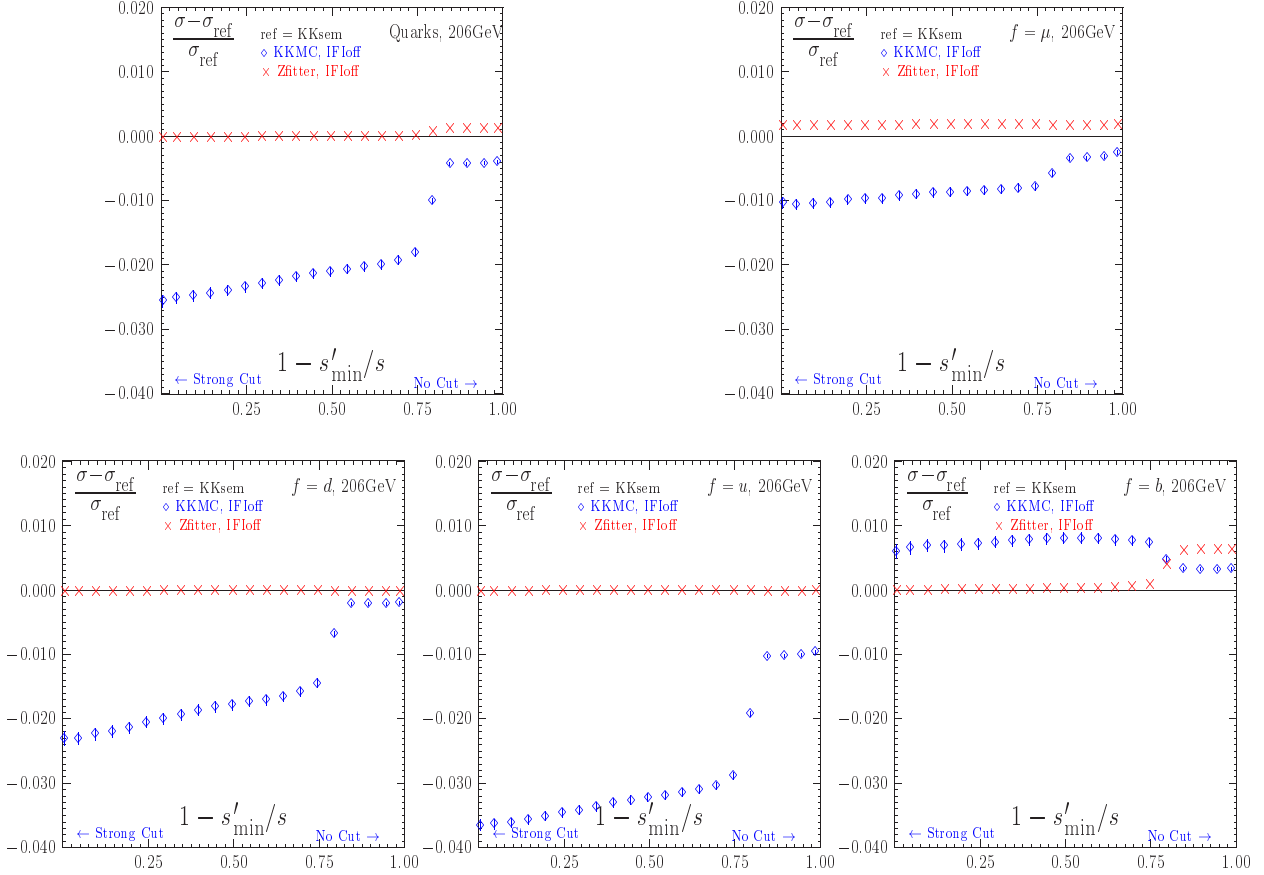 0.020
0.010
0.000
−0.010
−0.020
−0.030
−0.040
σ−σref
σref
ref = KKsem
Quarks, 206GeV
KKMC, IFIoff
× Zfitter, IFIoff
1 − s′min/s
← Strong Cut
No Cut →
0.25
0.50
0.75
1.00
0.020
0.010
0.000
−0.010
−0.020
−0.030
−0.040
σ−σref
σref
ref = KKsem
f = μ, 206GeV
KKMC, IFIoff
× Zfitter, IFIoff
1 − s′min/s
← Strong Cut
No Cut →
0.25
0.50
0.75
1.00
0.020
0.010
0.000
−0.010
−0.020
−0.030
−0.040
σ−σref
σref
ref = KKsem
f = d, 206GeV
KKMC, IFIoff
× Zfitter, IFIoff
1 − s′min/s
← Strong Cut
No Cut →
0.25
0.50
0.75
1.00
0.020
0.010
0.000
−0.010
−0.020
−0.030
−0.040
σ−σref
σref
ref = KKsem
f = u, 206GeV
KKMC, IFIoff
× Zfitter, IFIoff
1 − s′min/s
← Strong Cut
No Cut →
0.25
0.50
0.75
1.00
0.020
0.010
0.000
−0.010
−0.020
−0.030
−0.040
σ−σref
σref
ref = KKsem
f = b, 206GeV
KKMC, IFIoff
× Zfitter, IFIoff
1 − s′min/s
← Strong Cut
No Cut →
0.25
0.50
0.75
1.00